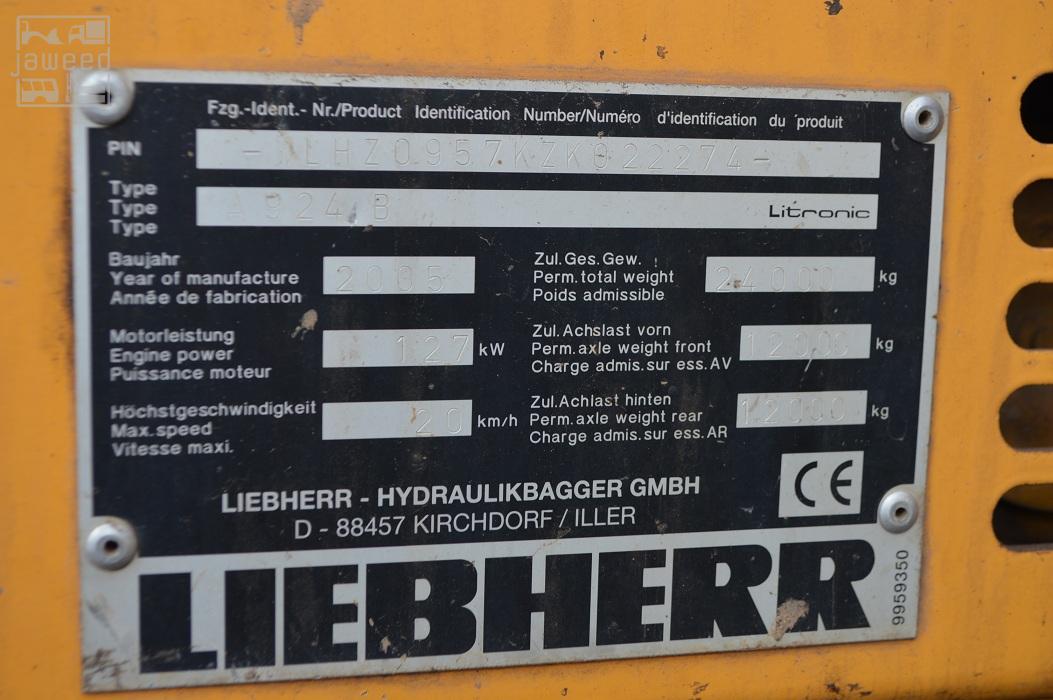 jaweed
Fzg.-Ident.- Nr./Product Identification Number/Numéro d'identification du produit
PIN
-WLHZ0957KZK022274-
Type
Type
Type
A 924 B
Litronic
Baujahr
Year of manufacture
Année de fabrication
2005
Zul.Ges.Gew.
Perm.total weight
Poids admissible
24000 kg
Motorleistung
Engine power
Puissance moteur
127 kW
Zul.Achslast vorn
Perm.axle weight front
Charge admis.sur ess.AV
12000 kg
Höchstgeschwindigkeit
Max.speed
Vitesse maxi.
20 km/h
Zul.Achlast hinten
Perm.axle weight rear
Charge admis.sur ess.AR
12000 kg
CE
LIEBHERR - HYDRAULIKBAGGER GMBH
D - 88457 KIRCHDORF / ILLER
LIEBHERR
9959350